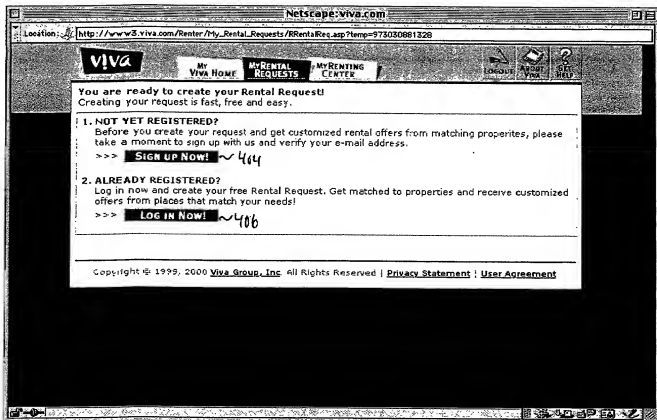 Netscape:viva.com
Location: http://www3.viva.com/Renter/My_Rental_Requests/RRentalReq.asp?temp=973030881328
viva
MY VIVA HOME
MYRENTAL REQUESTS
MYRENTING CENTER
LOGOUT
ABOUT VIVA
GET HELP
You are ready to create your Rental Request!
Creating your request is fast, free and easy.
1. NOT YET REGISTERED?
Before you create your request and get customized rental offers from matching properites, please
take a moment to sign up with us and verify your e-mail address.
>>> SIGN UP NOW! ~404
2. ALREADY REGISTERED?
Log in now and create your free Rental Request. Get matched to properties and receive customized
offers from places that match your needs!
>>> LOG IN NOW! ~406
Copyright © 1999, 2000 Viva Group, Inc. All Rights Reserved | Privacy Statement | User Agreement